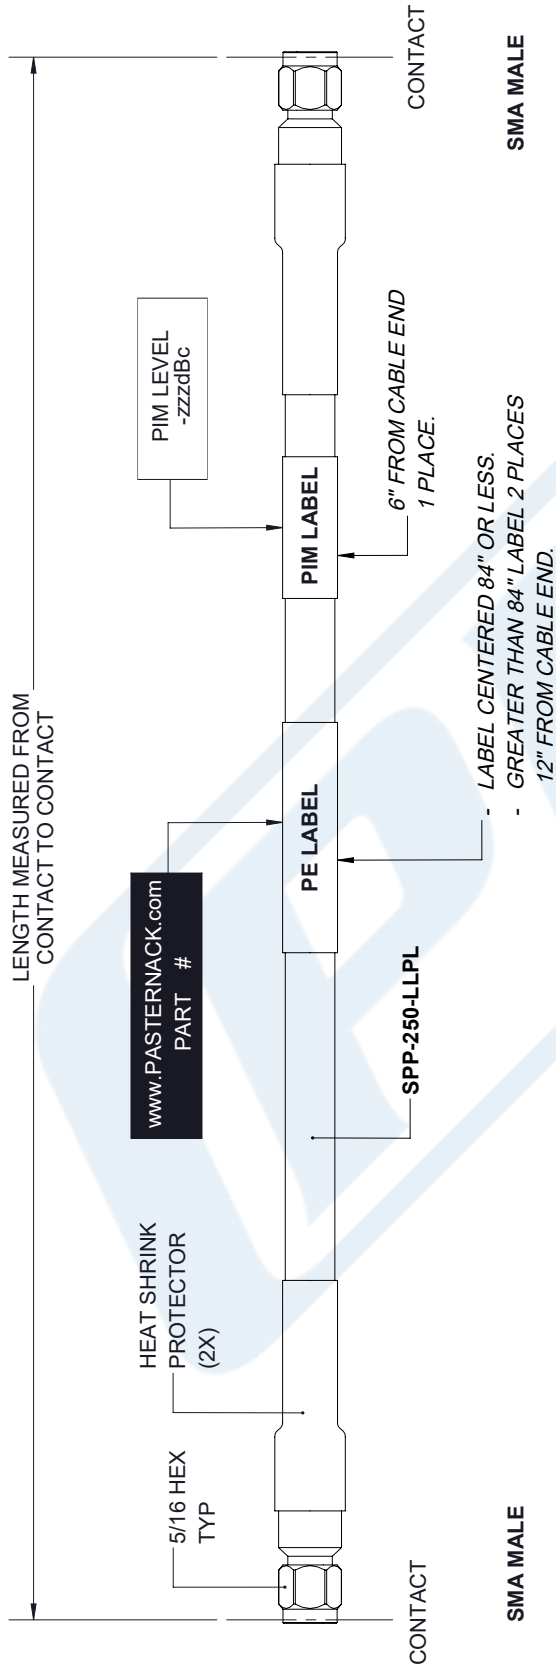 LENGTH MEASURED FROM
CONTACT TO CONTACT
5/16 HEX
TYP
HEAT SHRINK
PROTECTOR
(2X)
www.PASTERNACK.com
PART #
PIM LEVEL
-zzzdBc
PE LABEL
PIM LABEL
SPP-250-LLPL
6" FROM CABLE END
1 PLACE.
- LABEL CENTERED 84" OR LESS.
- GREATER THAN 84" LABEL 2 PLACES
12" FROM CABLE END.
CONTACT
CONTACT
SMA MALE
SMA MALE